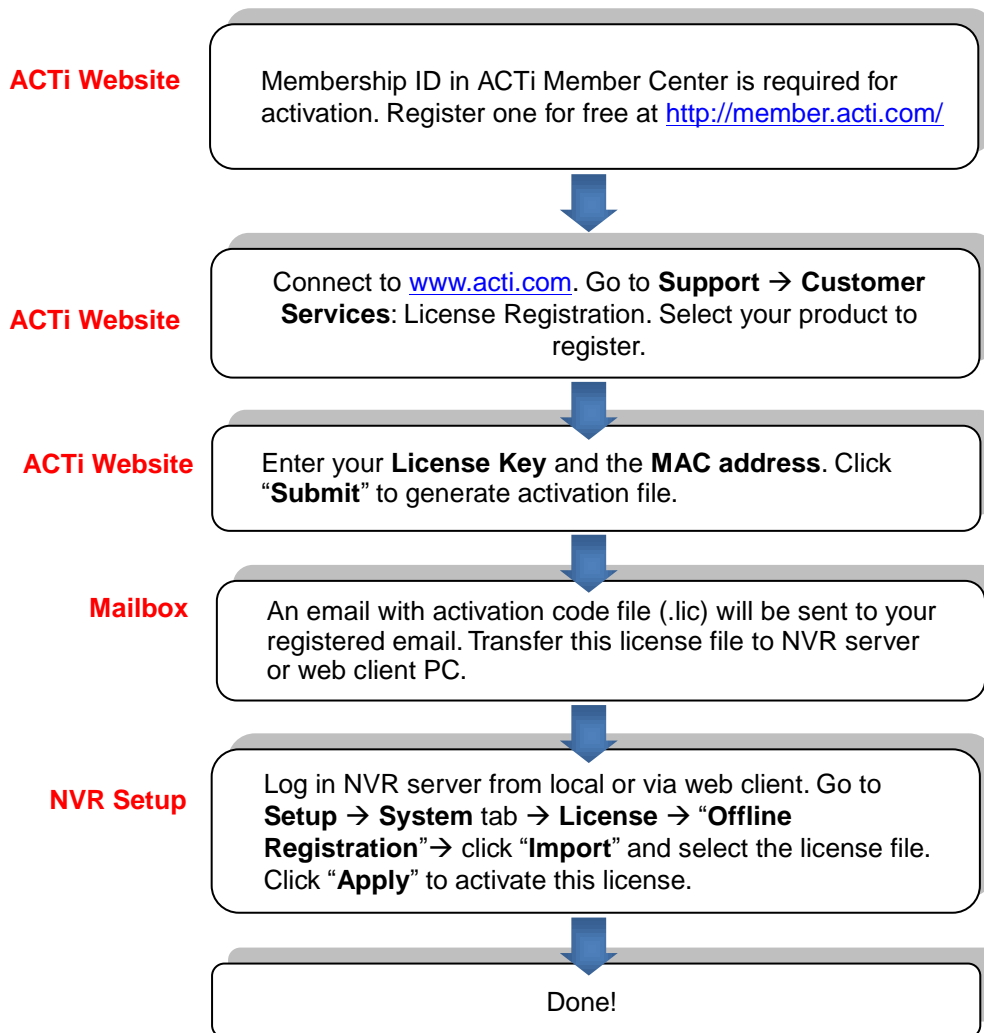 ACTi Website
Membership ID in ACTi Member Center is required for
activation. Register one for free at http://member.acti.com/
ACTi Website
Connect to www.acti.com. Go to Support → Customer
Services: License Registration. Select your product to
register.
ACTi Website
Enter your License Key and the MAC address. Click
“Submit” to generate activation file.
Mailbox
An email with activation code file (.lic) will be sent to your
registered email. Transfer this license file to NVR server
or web client PC.
NVR Setup
Log in NVR server from local or via web client. Go to
Setup → System tab → License → “Offline
Registration”→ click “Import” and select the license file.
Click “Apply” to activate this license.
Done!